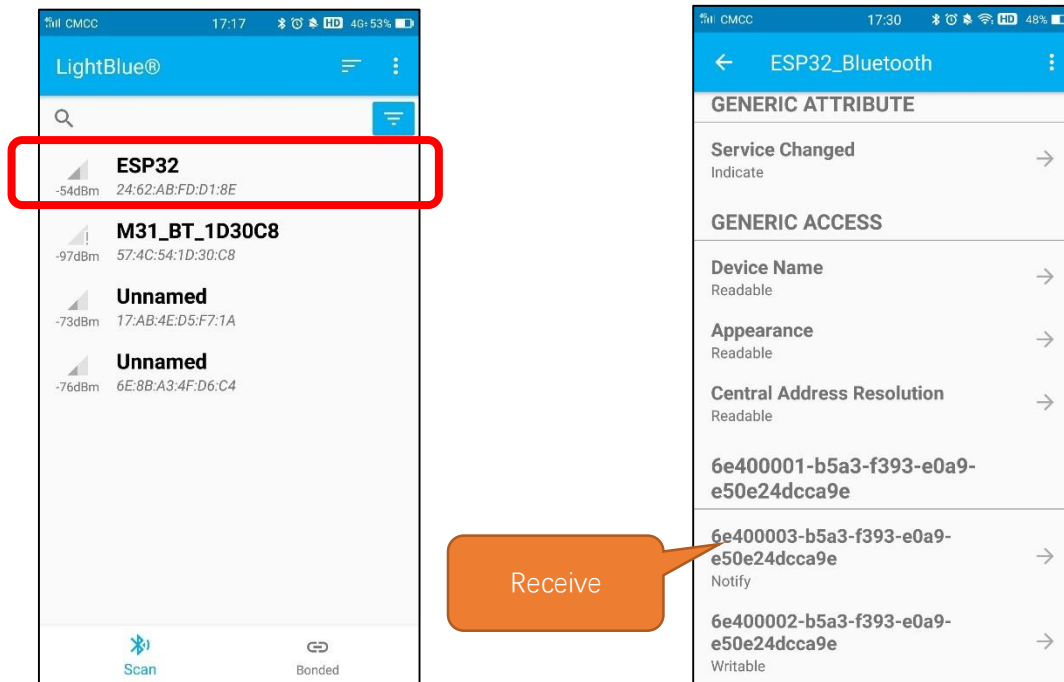 CMCC 17:17 HD 4G: 53%
LightBlue®
ESP32
-54dBm 24:62:AB:FD:D1:8E
M31_BT_1D30C8
-97dBm 57:4C:54:1D:30:C8
Unnamed
-73dBm 17:AB:4E:D5:F7:1A
Unnamed
-76dBm 6E:8B:A3:4F:D6:C4
Scan
Bonded
Receive
CMCC 17:30 HD 48%
ESP32_Bluetooth
GENERIC ATTRIBUTE
Service Changed
Indicate
GENERIC ACCESS
Device Name
Readable
Appearance
Readable
Central Address Resolution
Readable
6e400001-b5a3-f393-e0a9-
e50e24dcca9e
6e400003-b5a3-f393-e0a9-
e50e24dcca9e
Notify
6e400002-b5a3-f393-e0a9-
e50e24dcca9e
Writable